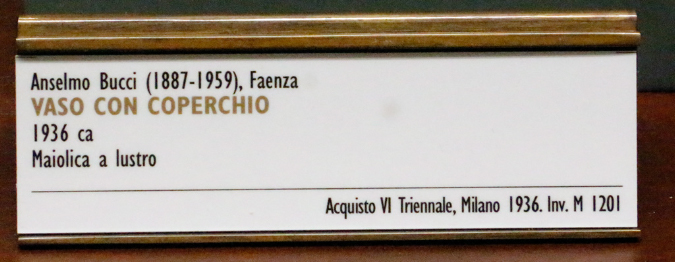 Anselmo Bucci (1887-1959), Faenza
VASO CON COPERCHIO
1936 ca
Maiolica a lustro
Acquisto VI Triennale, Milano 1936. Inv. M 1201